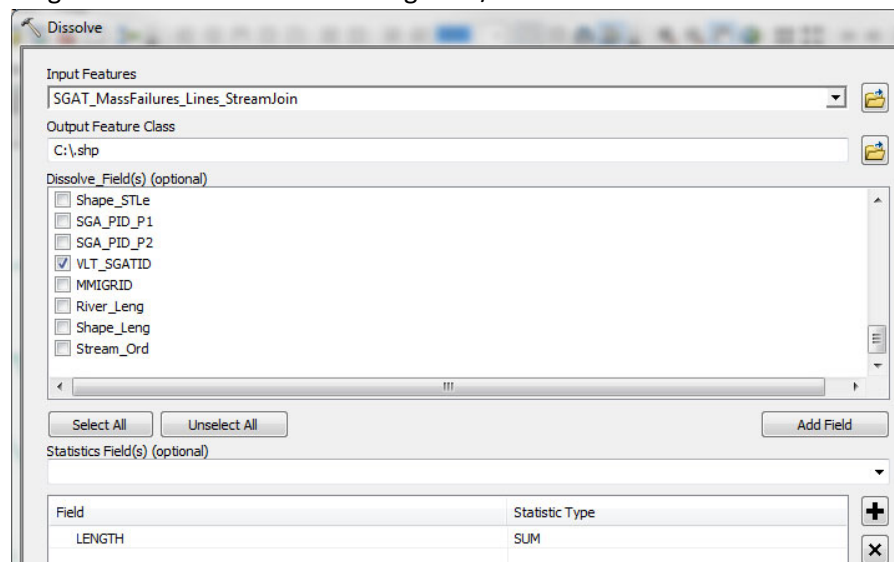 Dissolve
Input Features
SGAT_MassFailures_Lines_StreamJoin
Output Feature Class
C:\.shp
Dissolve_Field(s) (optional)
Shape_STLe
SGA_PID_P1
SGA_PID_P2
VLT_SGATID
MMIGRID
River_Leng
Shape_Leng
Stream_Ord
Select All Unselect All Add Field
Statistics Field(s) (optional)
Field Statistic Type
LENGTH SUM